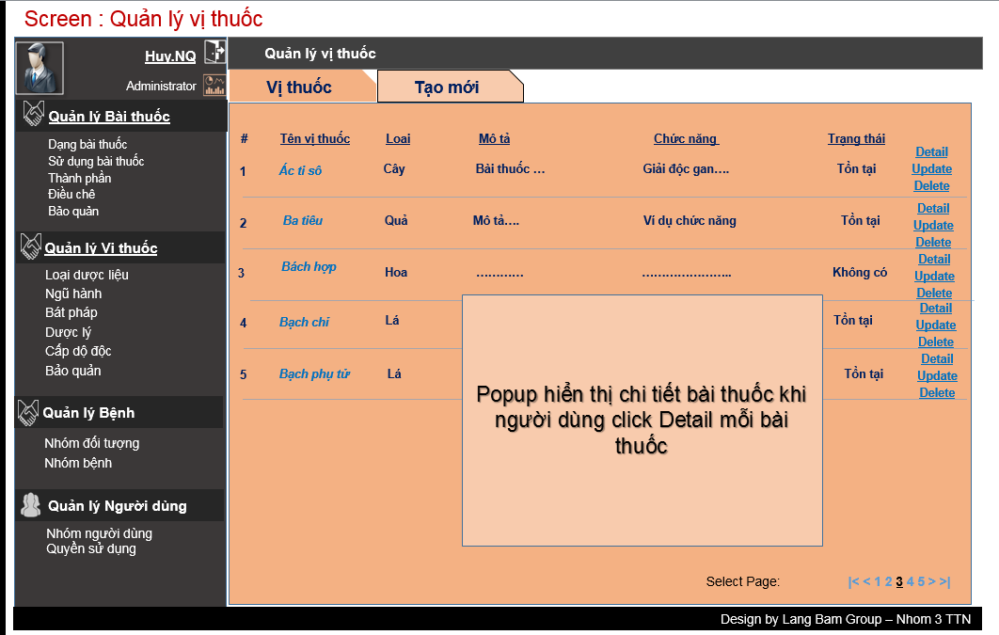 Screen : Quản lý vị thuốc
Huy.NQ
Administrator
Quản lý Bài thuốc
Dạng bài thuốc
Sử dụng bài thuốc
Thành phần
Điều chê
Bảo quản
Quản lý Vi thuốc
Loại dược liệu
Ngũ hành
Bát pháp
Dược lý
Cấp dộ độc
Bảo quản
Quản lý Bệnh
Nhóm đối tượng
Nhóm bệnh
Quản lý Người dùng
Nhóm người dùng
Quyền sử dụng
Quản lý vị thuốc
Vị thuốc
Tạo mới
# Tên vị thuốc Loai Mô tả Chức năng Trạng thái
1 Ác ti sô Cây Bài thuốc … Giải độc gan…. Tồn tại
Detail
Update
Delete
2 Ba tiêu Quả Mô tả…. Ví dụ chức năng Tồn tại
Detail
Update
Delete
3 Bách hợp Hoa ………… ………………….. Không có
Detail
Update
Delete
4 Bạch chỉ Lá Tồn tại
Detail
Update
Delete
5 Bạch phụ tử Lá Tồn tại
Detail
Update
Delete
Popup hiển thị chi tiết bài thuốc khi
người dùng click Detail mỗi bài
thuốc
Select Page: |< < 1 2 3 4 5 > >|
Design by Lang Bam Group – Nhom 3 TTN